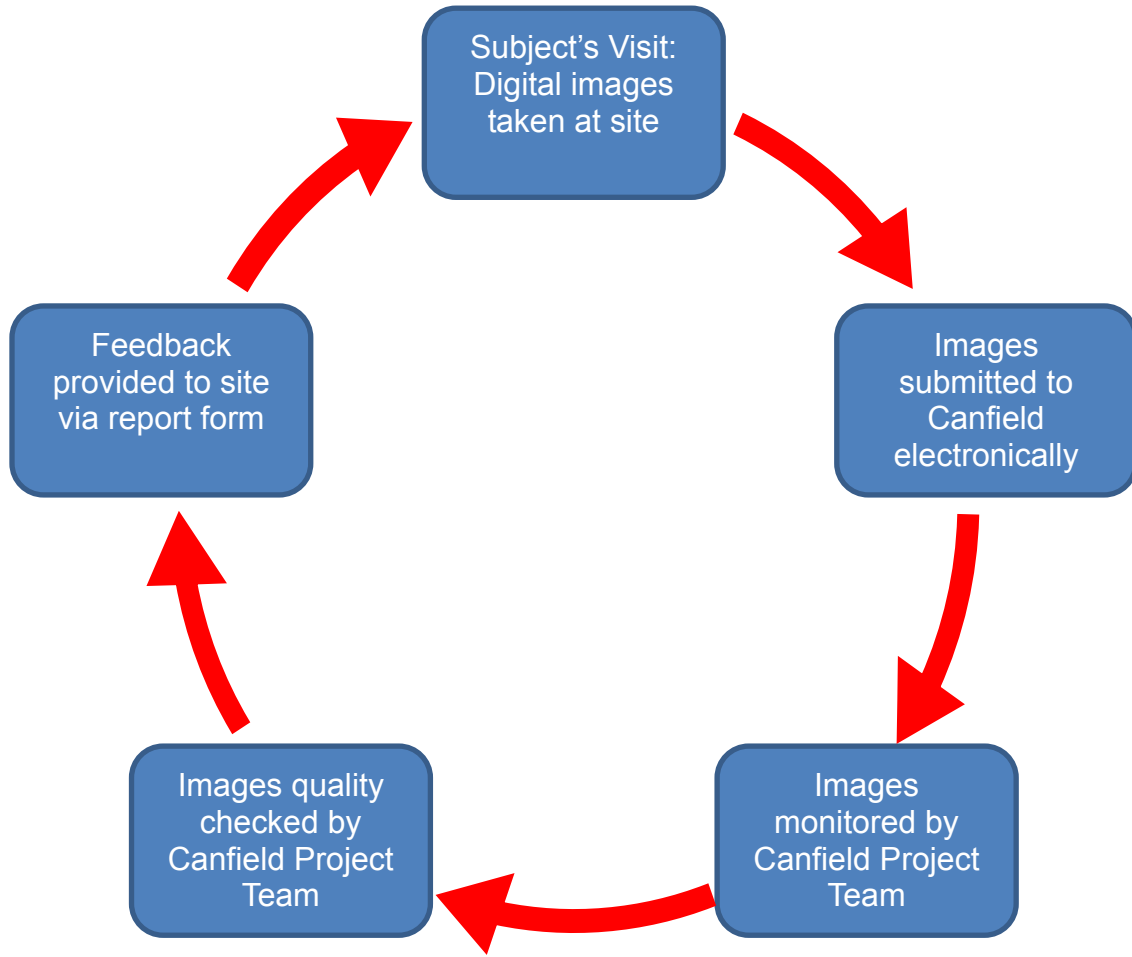 Subject’s Visit:
Digital images
taken at site
Images
submitted to
Canfield
electronically
Images
monitored by
Canfield Project
Team
Images quality
checked by
Canfield Project
Team
Feedback
provided to site
via report form